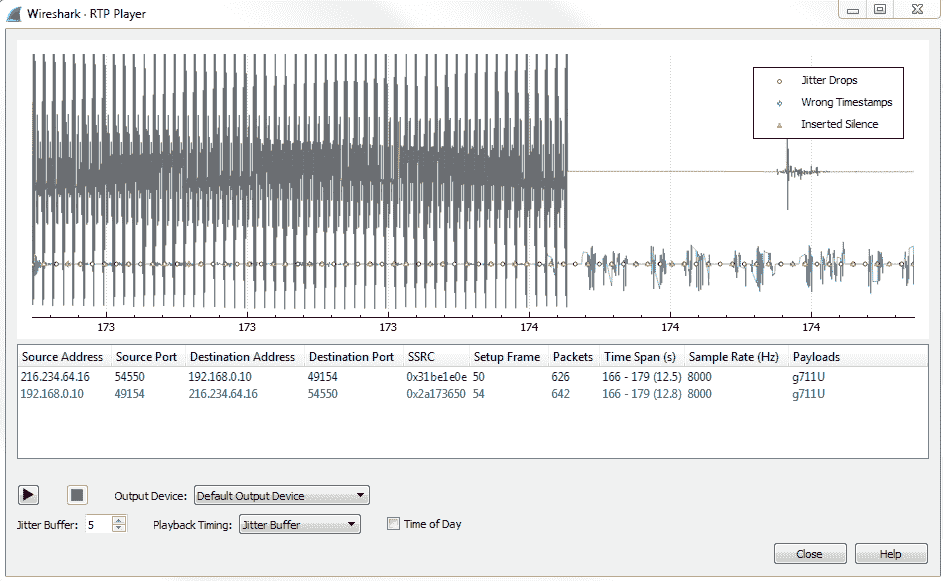 Wireshark · RTP Player
Jitter Drops
Wrong Timestamps
Inserted Silence
173 173 173 174 174 174
Source Address Source Port Destination Address Destination Port SSRC Setup Frame Packets Time Span (s) Sample Rate (Hz) Payloads
216.234.64.16 54550 192.168.0.10 49154 0x31be1e0e 50 626 166 - 179 (12.5) 8000 g711U
192.168.0.10 49154 216.234.64.16 54550 0x2a173650 54 642 166 - 179 (12.8) 8000 g711U
Output Device: Default Output Device
Jitter Buffer: 5 Playback Timing: Jitter Buffer Time of Day
Close Help